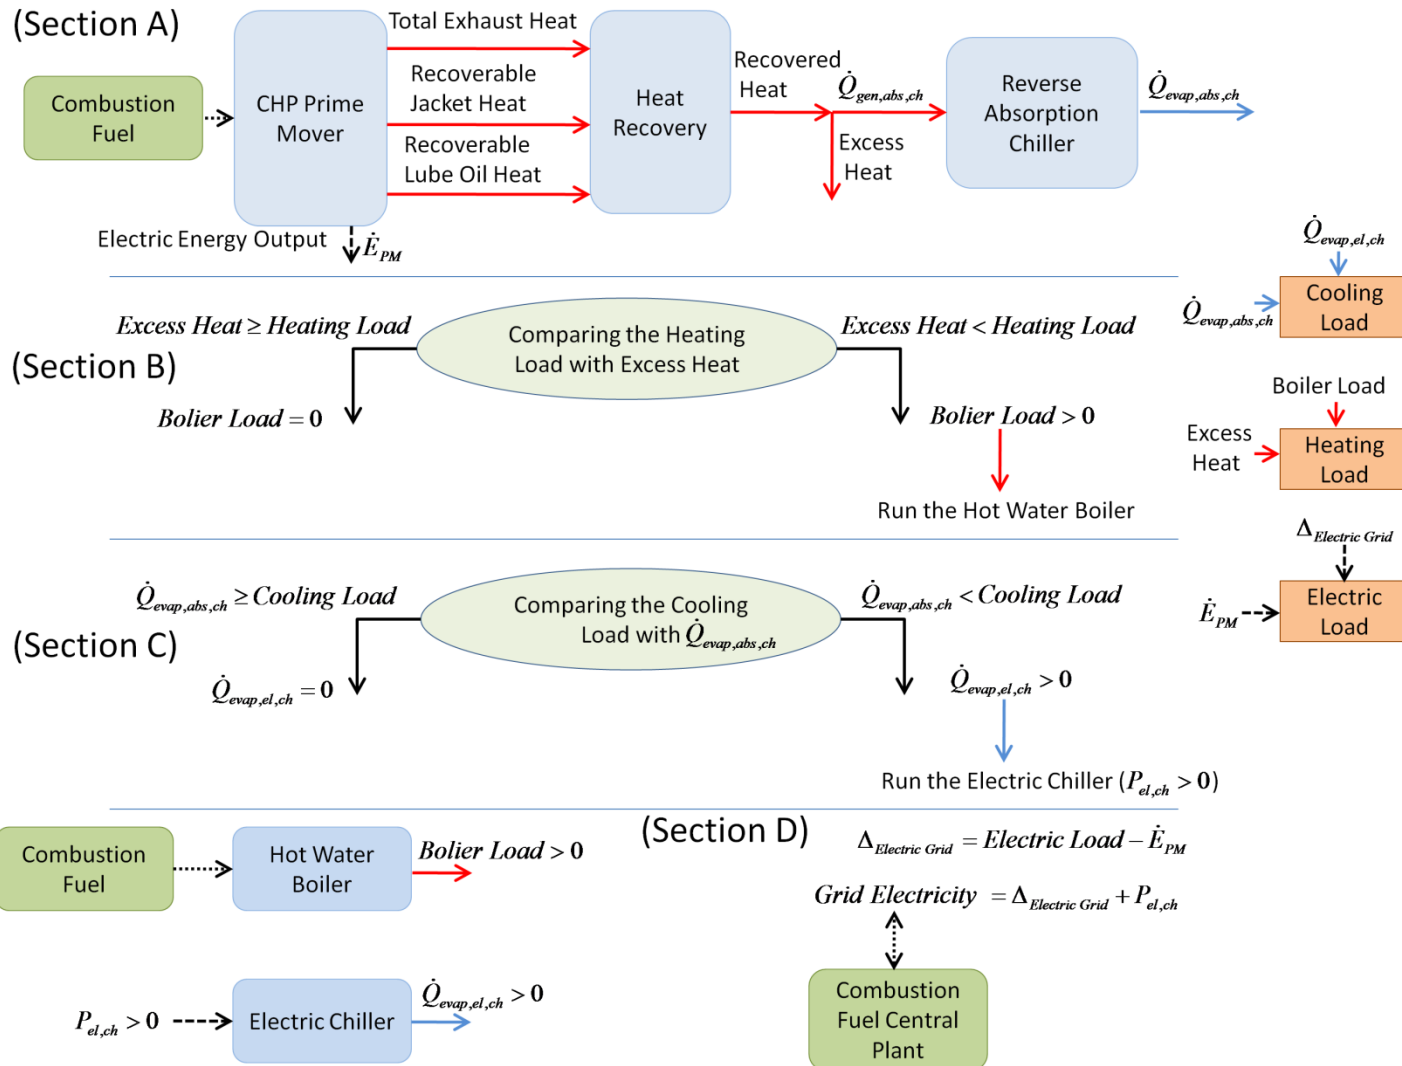 (Section A)
Combustion
Fuel
CHP Prime
Mover
Total Exhaust Heat
Recoverable
Jacket Heat
Recoverable
Lube Oil Heat
Heat
Recovery
Recovered
Heat
Q̇gen,abs,ch
Excess
Heat
Reverse
Absorption
Chiller
Q̇evap,abs,ch
Electric Energy Output
ĖPM
Q̇evap,el,ch
Q̇evap,abs,ch
Cooling
Load
(Section B)
Excess Heat ≥ Heating Load
Comparing the Heating
Load with Excess Heat
Excess Heat < Heating Load
Bolier Load = 0
Bolier Load > 0
Run the Hot Water Boiler
Boiler Load
Excess
Heat
Heating
Load
ΔElectric Grid
ĖPM
Electric
Load
(Section C)
Q̇evap,abs,ch ≥ Cooling Load
Comparing the Cooling
Load with Q̇evap,abs,ch
Q̇evap,abs,ch < Cooling Load
Q̇evap,el,ch = 0
Q̇evap,el,ch > 0
Run the Electric Chiller (Pel,ch > 0)
Combustion
Fuel
Hot Water
Boiler
Bolier Load > 0
Pel,ch > 0
Electric Chiller
Q̇evap,el,ch > 0
(Section D)
ΔElectric Grid = Electric Load − ĖPM
Grid Electricity = ΔElectric Grid + Pel,ch
Combustion
Fuel Central
Plant